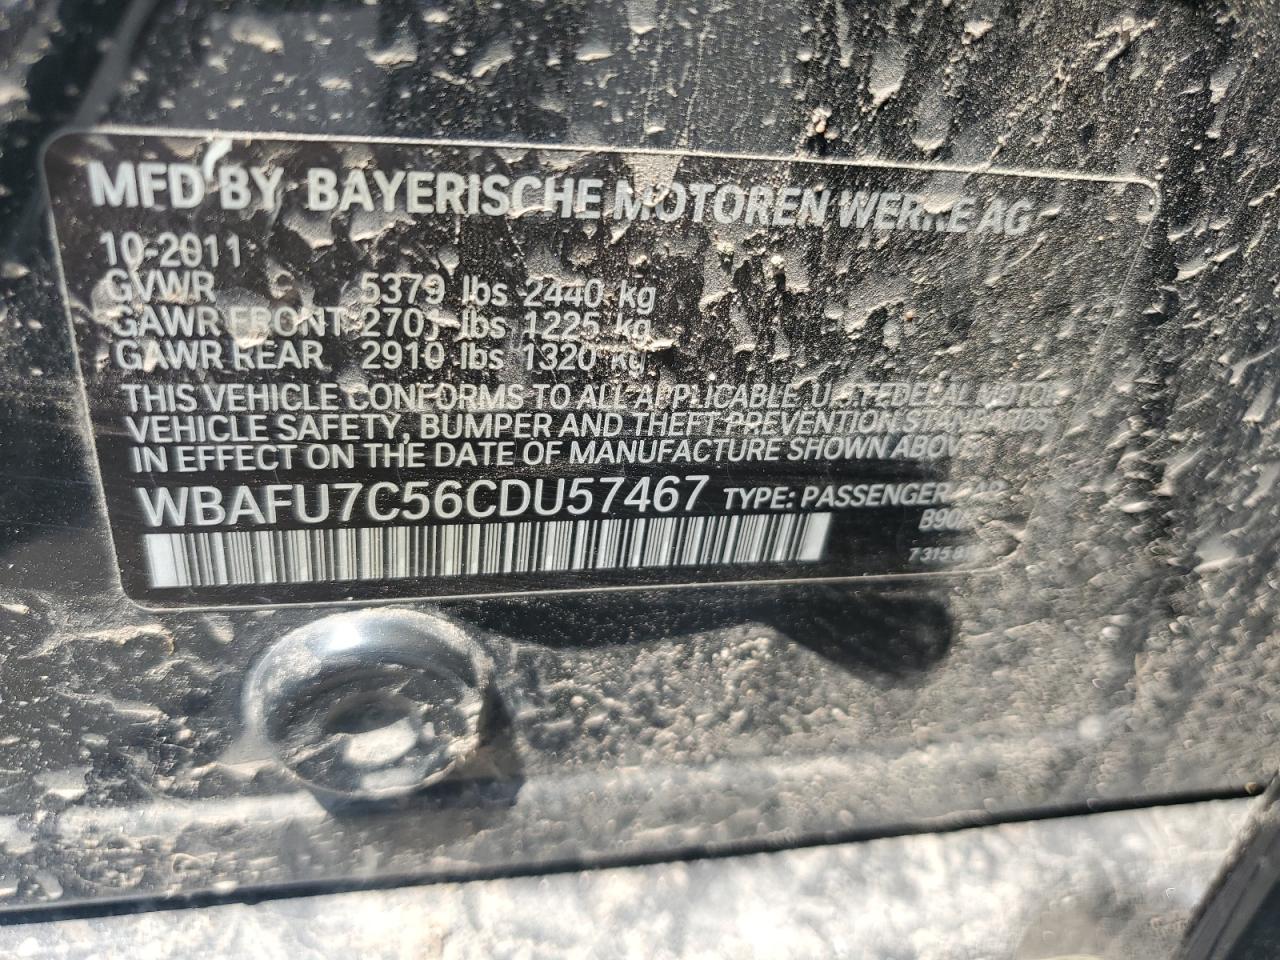 MFD BY BAYERISCHE MOTOREN WERKE AG
10-2011
GVWR 5379 lbs 2440 kg
GAWR FRONT 2701 lbs 1225 kg
GAWR REAR 2910 lbs 1320 kg
THIS VEHICLE CONFORMS TO ALL APPLICABLE U.S. FEDERAL MOTOR
VEHICLE SAFETY, BUMPER AND THEFT PREVENTION STANDARDS
IN EFFECT ON THE DATE OF MANUFACTURE SHOWN ABOVE.
WBAFU7C56CDU57467 TYPE: PASSENGER CAR